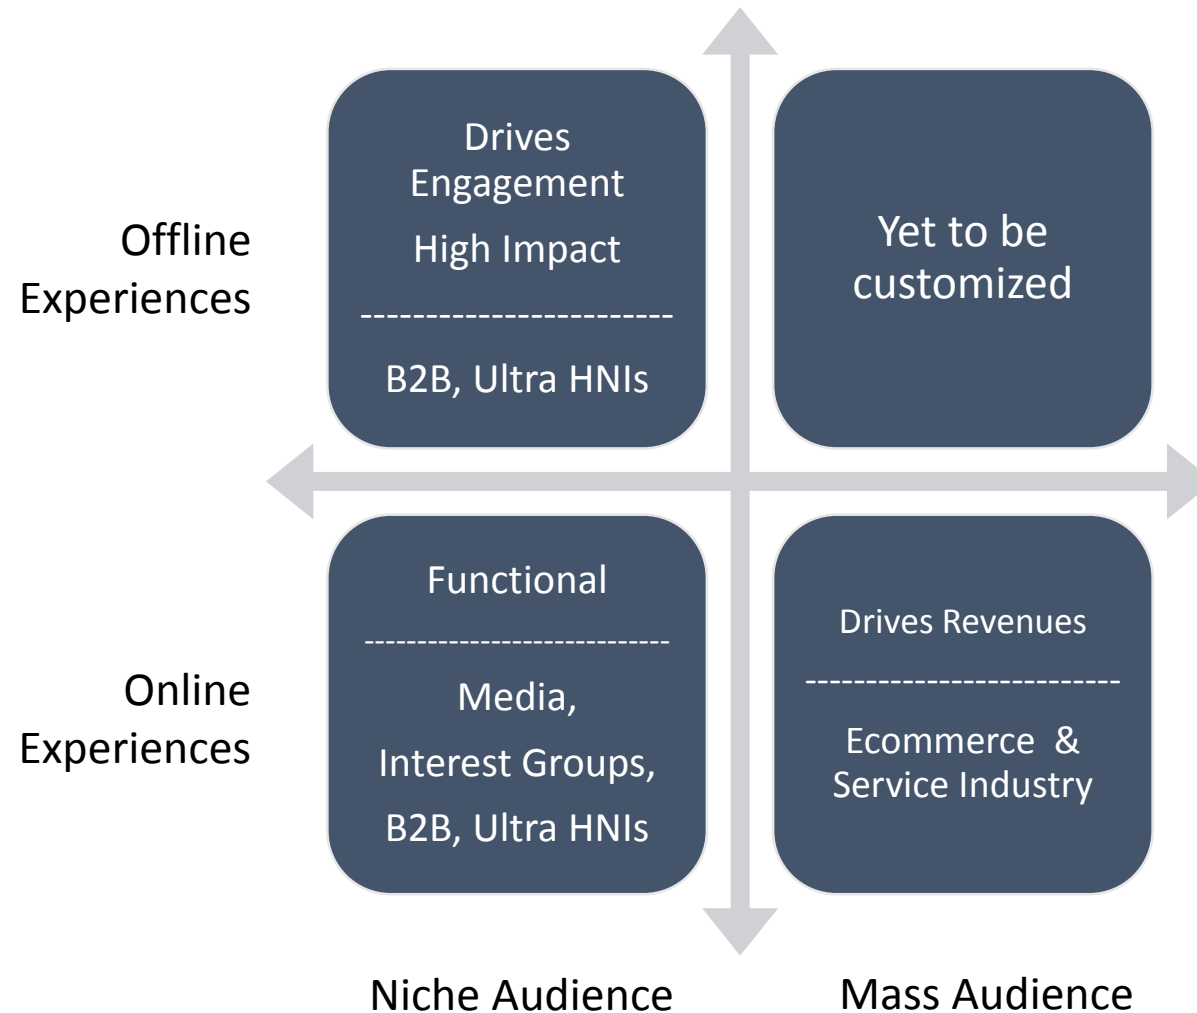 Offline
Experiences
Drives
Engagement
High Impact
------------------------
B2B, Ultra HNIs
Yet to be
customized
Online
Experiences
Functional
----------------------------
Media,
Interest Groups,
B2B, Ultra HNIs
Drives Revenues
--------------------------
Ecommerce  &
Service Industry
Niche Audience
Mass Audience